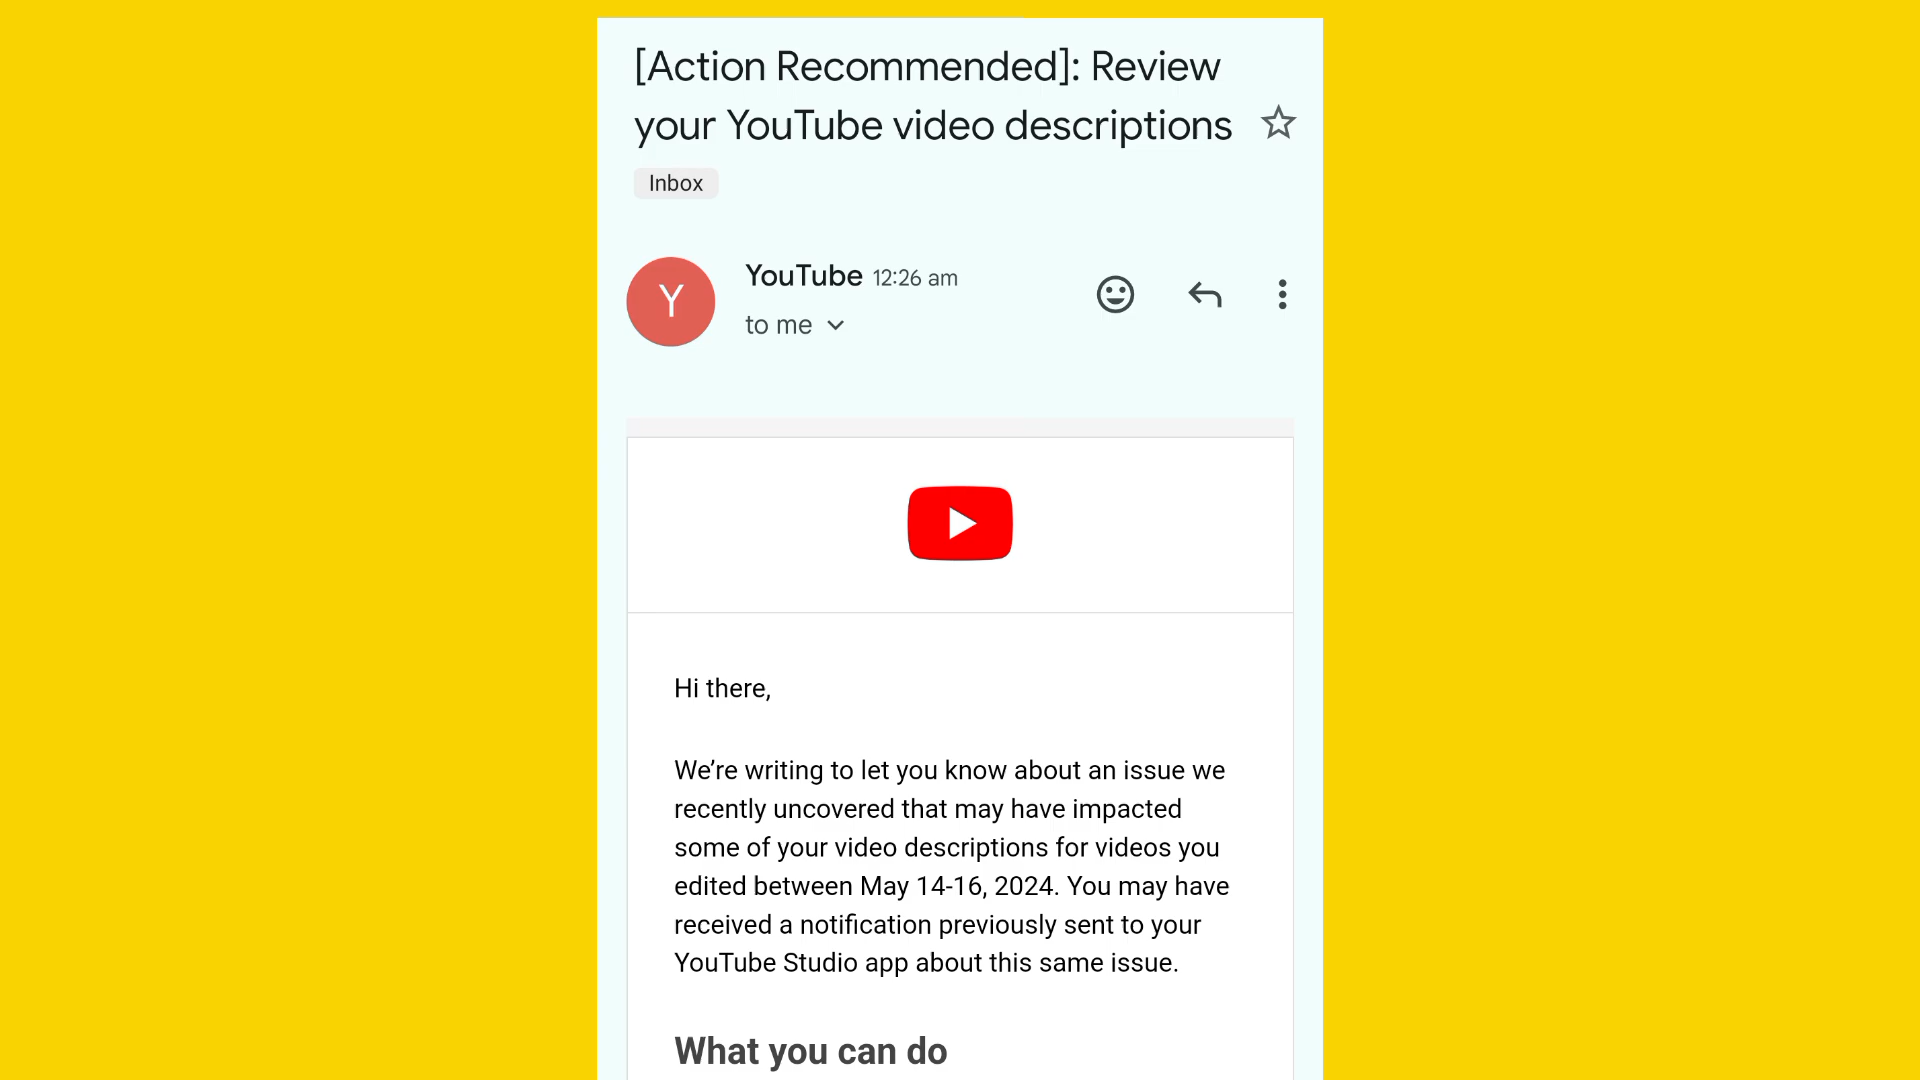 [Action Recommended]: Review
your YouTube video descriptions
Inbox
Y
YouTube 12:26 am
to me
Hi there,
We’re writing to let you know about an issue we
recently uncovered that may have impacted
some of your video descriptions for videos you
edited between May 14-16, 2024. You may have
received a notification previously sent to your
YouTube Studio app about this same issue.
What you can do